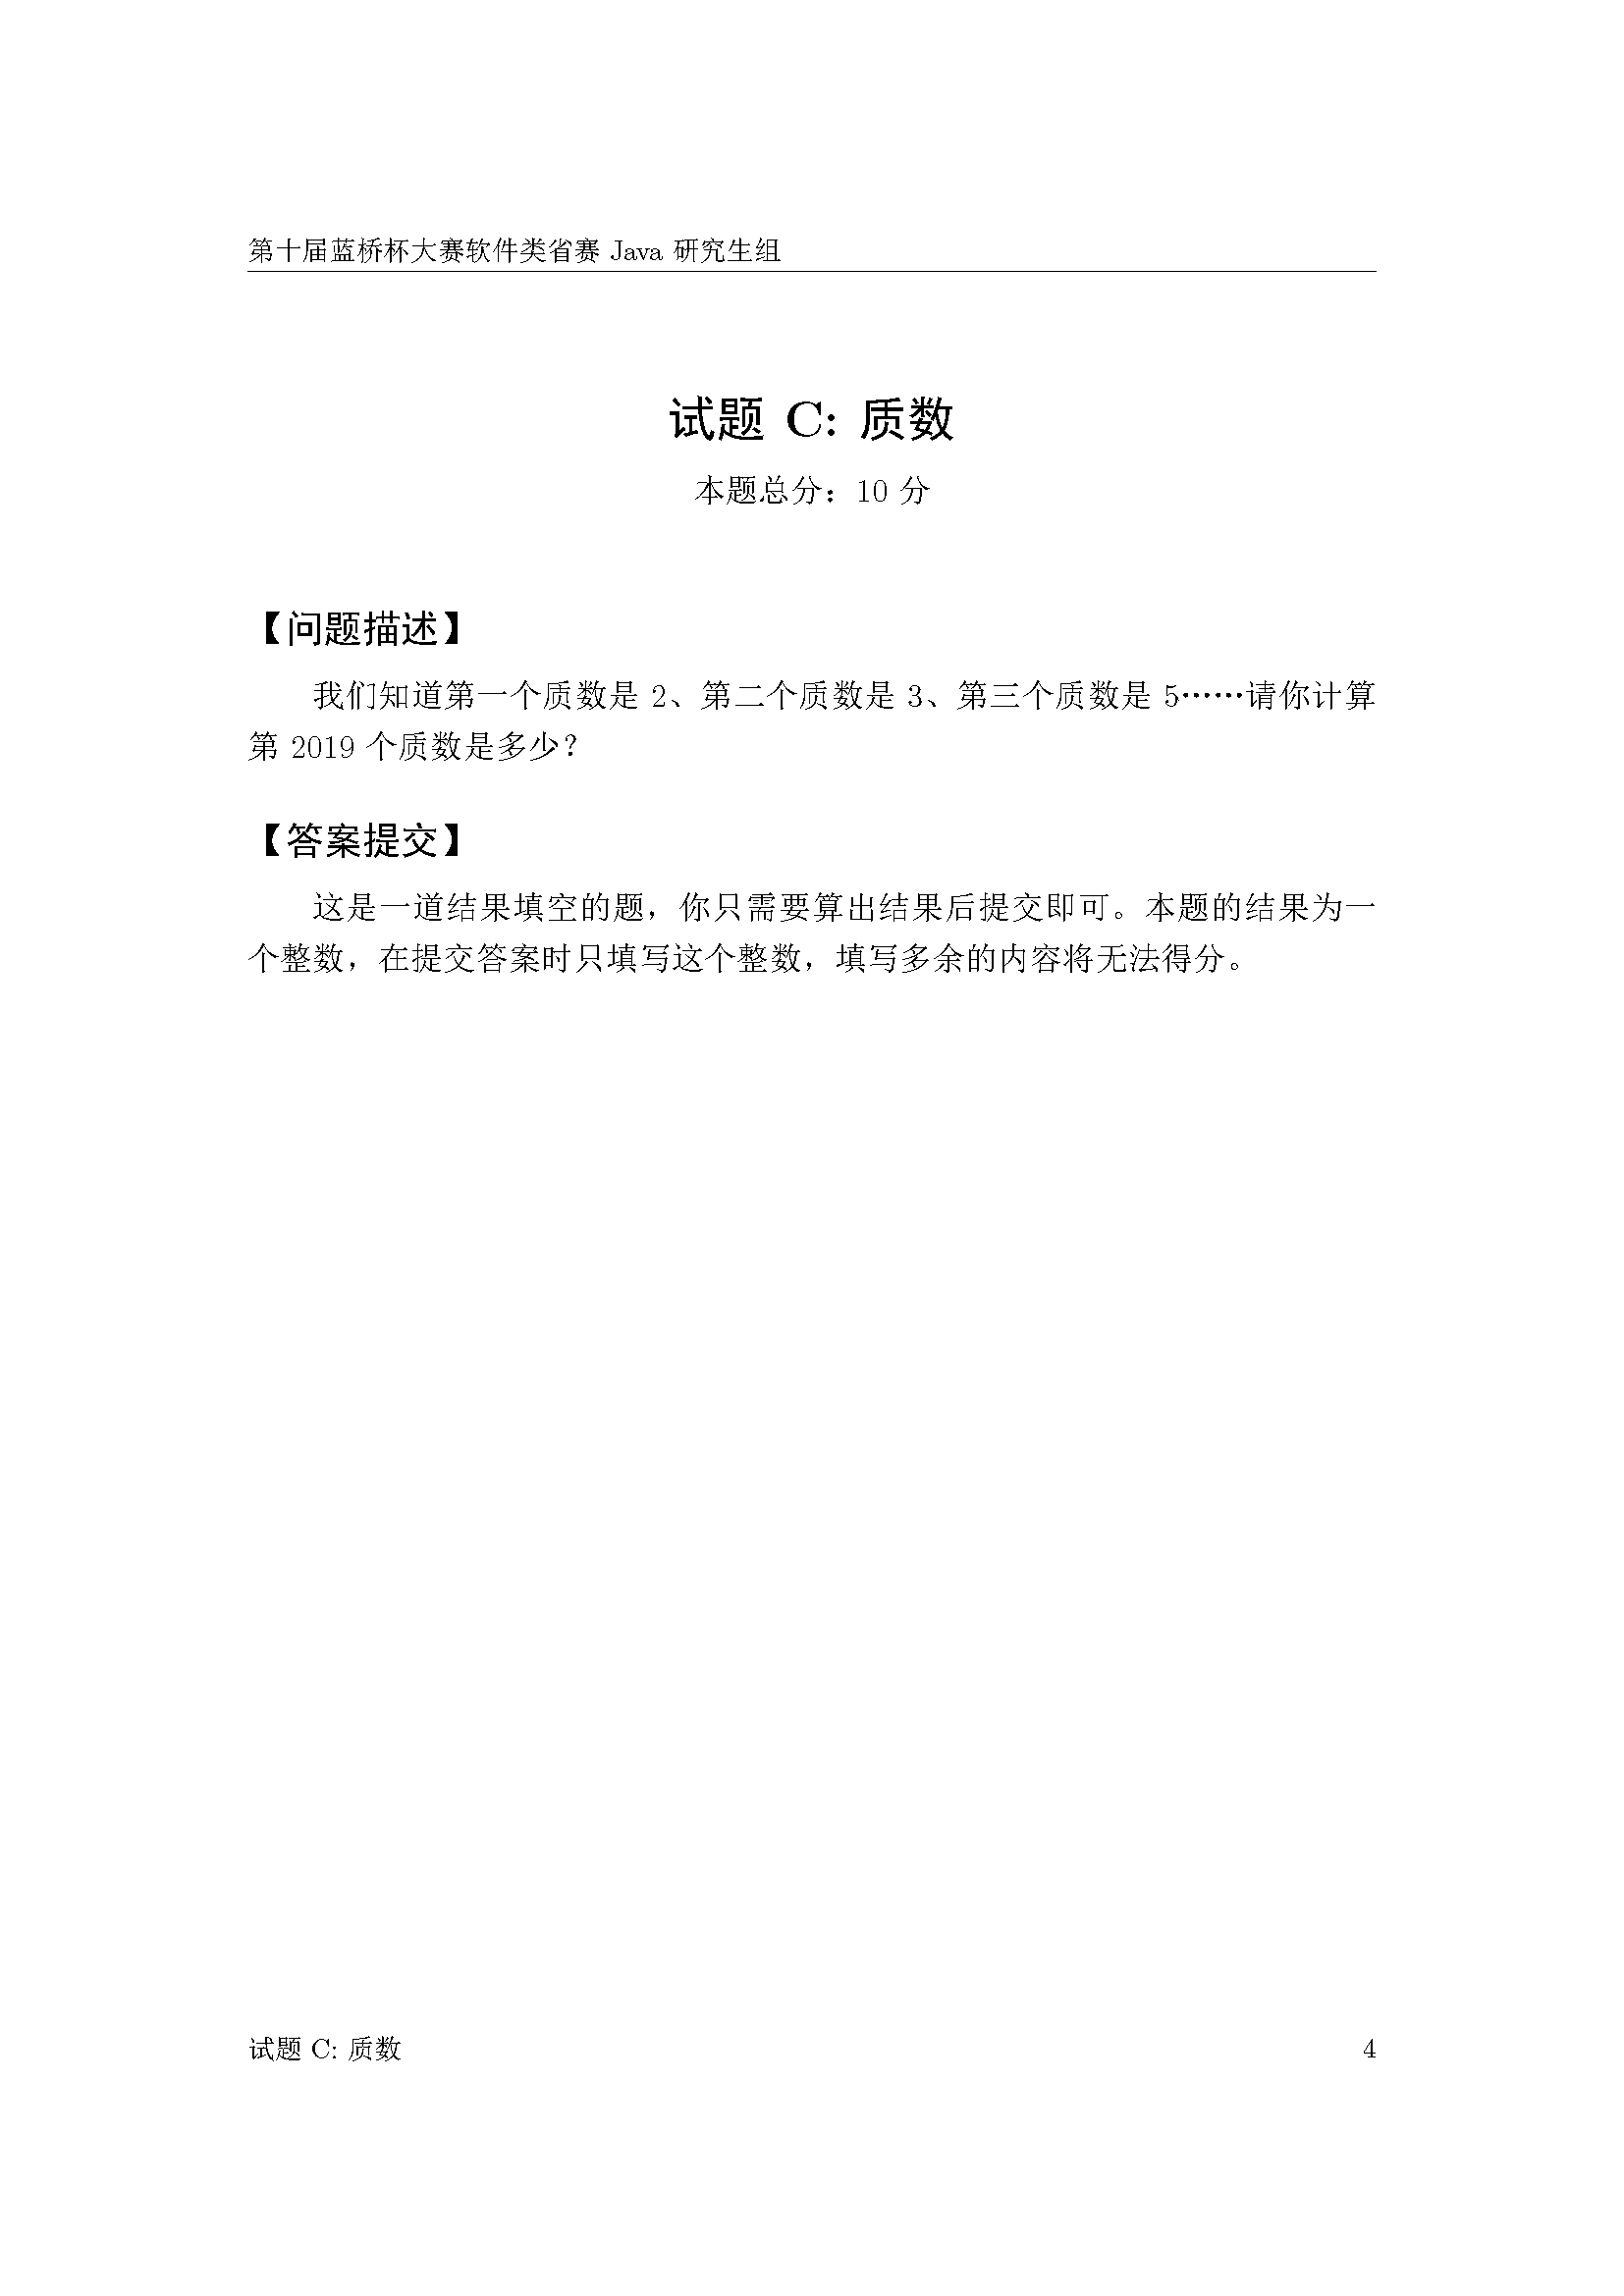 第十届蓝桥杯大赛软件类省赛 Java 研究生组
试题 C: 质数
本题总分：10 分
【问题描述】
我们知道第一个质数是 2、第二个质数是 3、第三个质数是 5……请你计算
第 2019 个质数是多少？
【答案提交】
这是一道结果填空的题，你只需要算出结果后提交即可。本题的结果为一
个整数，在提交答案时只填写这个整数，填写多余的内容将无法得分。
试题 C: 质数 4